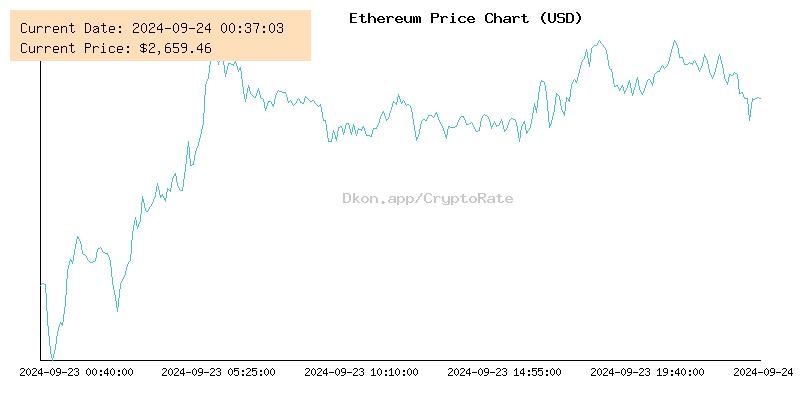 Ethereum Price Chart (USD)
Current Date: 2024-09-24 00:37:03
Current Price: $2,659.46
Dkon.app/CryptoRate
2024-09-23 00:40:00 2024-09-23 05:25:00 2024-09-23 10:10:00 2024-09-23 14:55:00 2024-09-23 19:40:00 2024-09-24